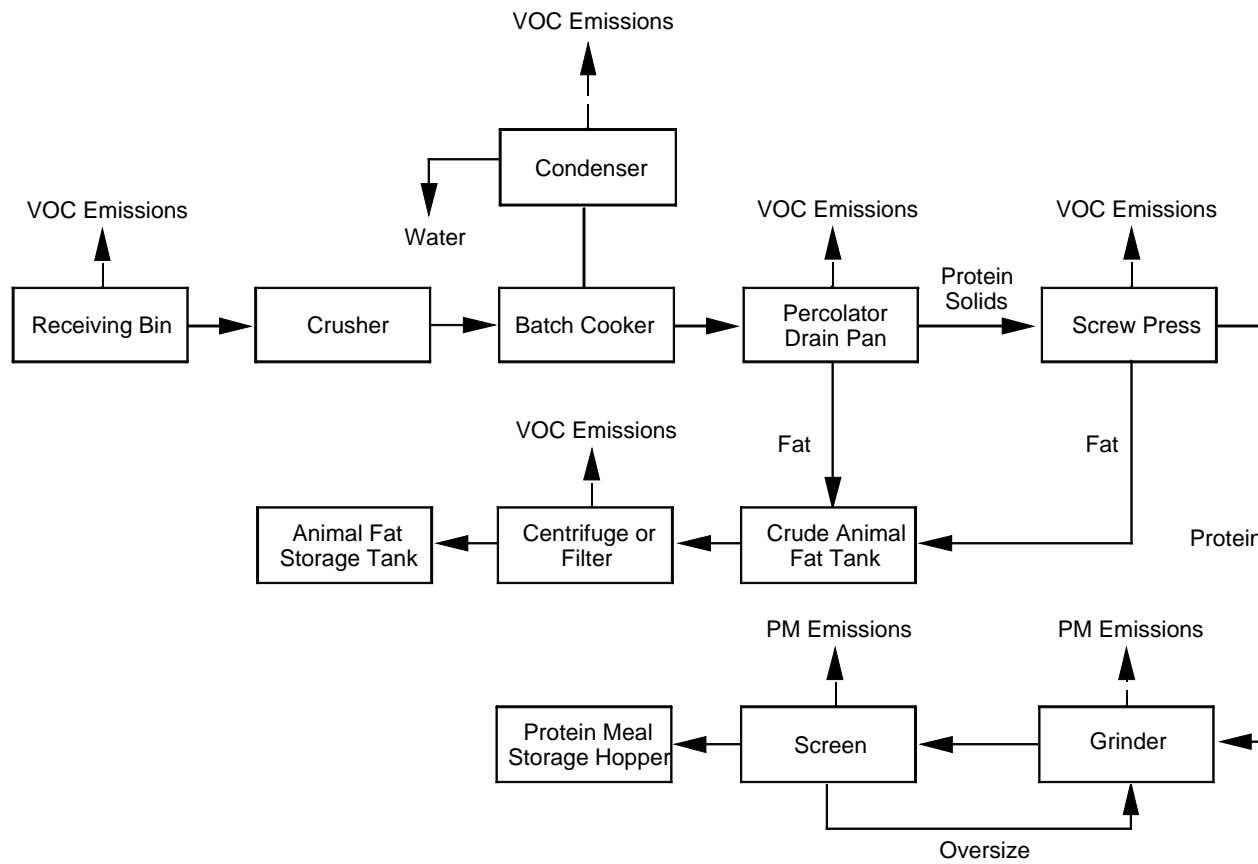 VOC Emissions
Condenser
Water
VOC Emissions
VOC Emissions
VOC Emissions
Receiving Bin
Crusher
Batch Cooker
Percolator
Drain Pan
Protein
Solids
Screw Press
VOC Emissions
Fat
Fat
Animal Fat
Storage Tank
Centrifuge or
Filter
Crude Animal
Fat Tank
Protein
PM Emissions
PM Emissions
Protein Meal
Storage Hopper
Screen
Grinder
Oversize